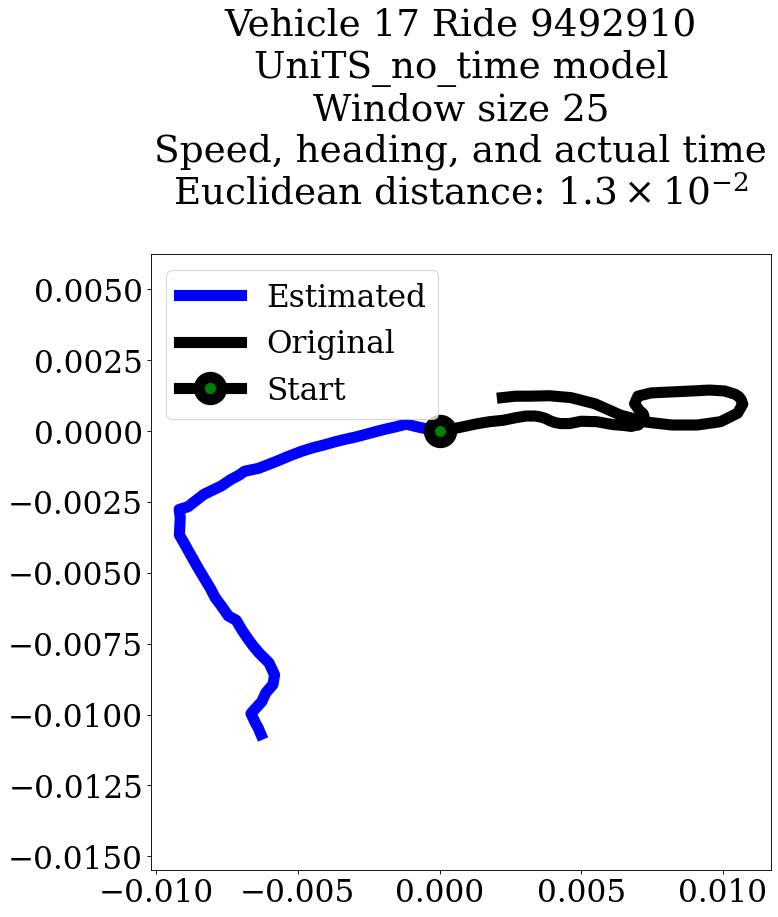 Vehicle 17 Ride 9492910
UniTS_no_time model
Window size 25
Speed, heading, and actual time
Euclidean distance: 1.3 × 10⁻²
Estimated
Original
Start
0.0050
0.0025
0.0000
−0.0025
−0.0050
−0.0075
−0.0100
−0.0125
−0.0150
−0.010 −0.005 0.000 0.005 0.010